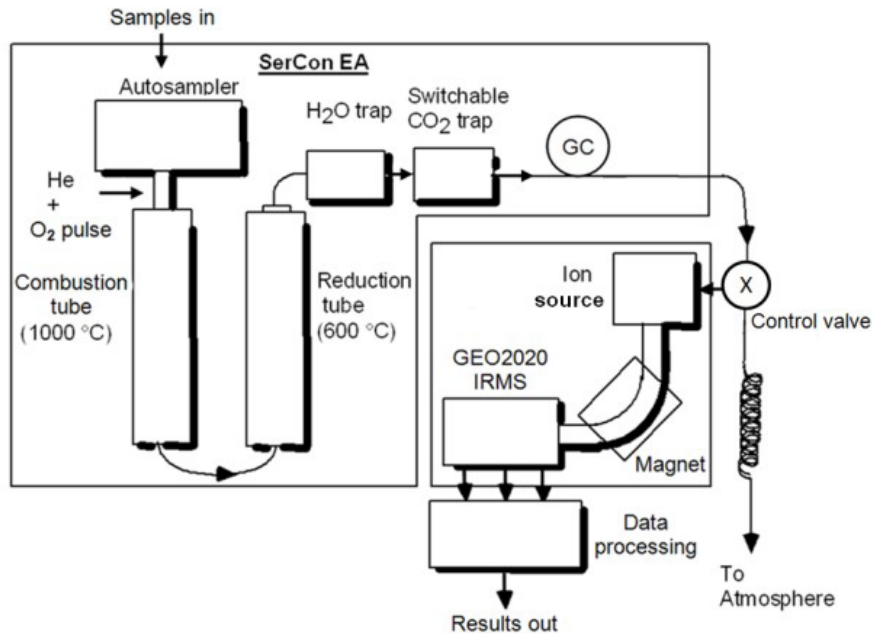 Samples in
SerCon EA
Autosampler
H2O trap
Switchable
CO2 trap
GC
He
+
O2 pulse
Combustion
tube
(1000 °C)
Reduction
tube
(600 °C)
Ion
source
X
Control valve
GEO2020
IRMS
Magnet
Data
processing
To
Atmosphere
Results out